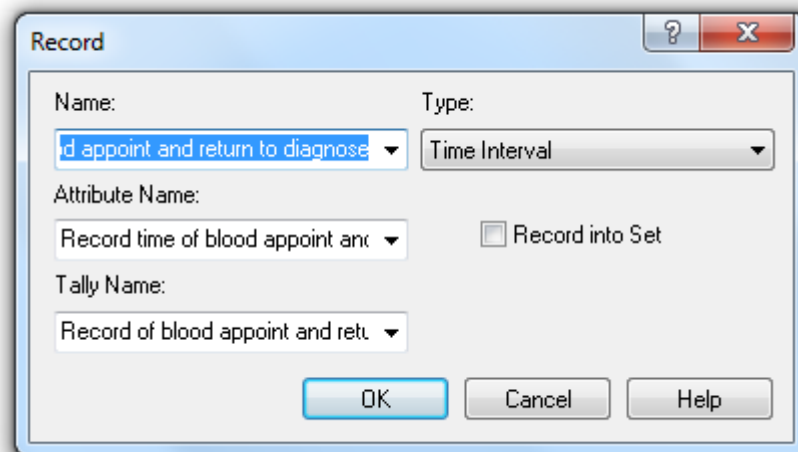 Record
Name: Type:
d appoint and return to diagnose Time Interval
Attribute Name:
Record time of blood appoint and Record into Set
Tally Name:
Record of blood appoint and retu
OK Cancel Help